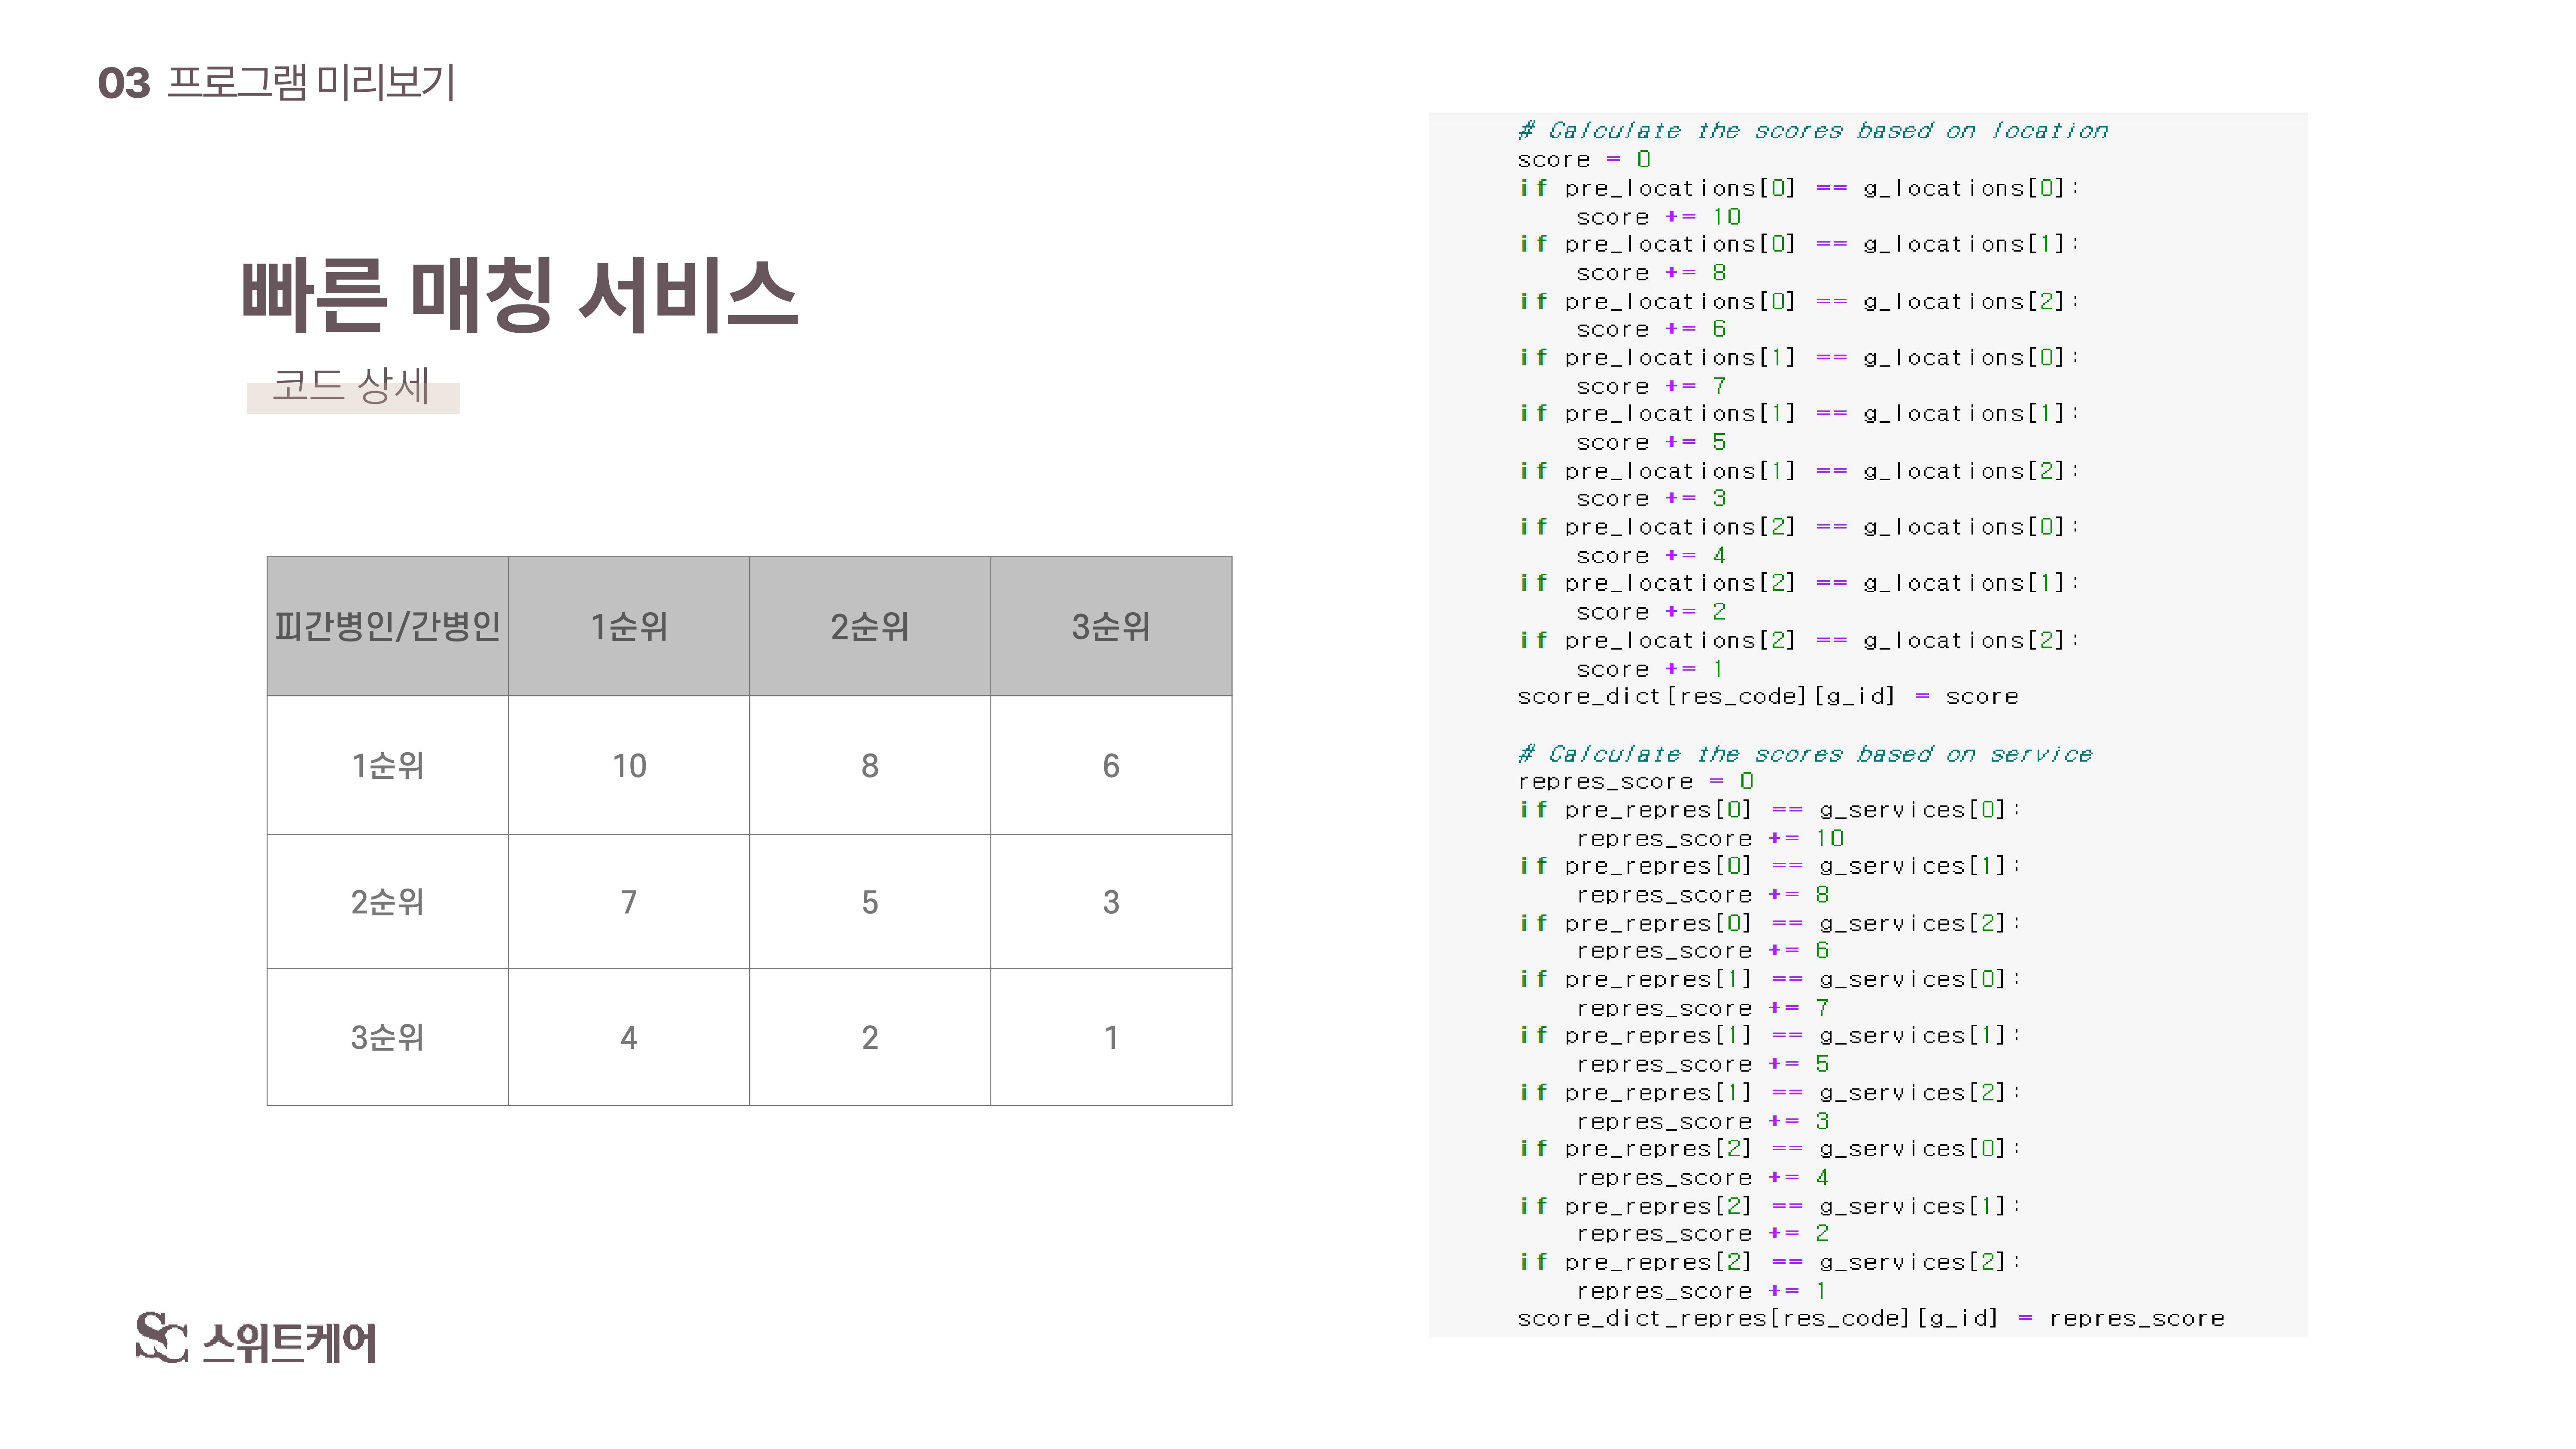 03 프로그램 미리보기
빠른 매칭 서비스
코드 상세
피간병인/간병인 1순위 2순위 3순위
1순위 10 8 6
2순위 7 5 3
3순위 4 2 1
# Calculate the scores based on location
score = 0
if pre_locations[0] == g_locations[0]:
    score += 10
if pre_locations[0] == g_locations[1]:
    score += 8
if pre_locations[0] == g_locations[2]:
    score += 6
if pre_locations[1] == g_locations[0]:
    score += 7
if pre_locations[1] == g_locations[1]:
    score += 5
if pre_locations[1] == g_locations[2]:
    score += 3
if pre_locations[2] == g_locations[0]:
    score += 4
if pre_locations[2] == g_locations[1]:
    score += 2
if pre_locations[2] == g_locations[2]:
    score += 1
score_dict[res_code][g_id] = score
# Calculate the scores based on service
repres_score = 0
if pre_repres[0] == g_services[0]:
    repres_score += 10
if pre_repres[0] == g_services[1]:
    repres_score += 8
if pre_repres[0] == g_services[2]:
    repres_score += 6
if pre_repres[1] == g_services[0]:
    repres_score += 7
if pre_repres[1] == g_services[1]:
    repres_score += 5
if pre_repres[1] == g_services[2]:
    repres_score += 3
if pre_repres[2] == g_services[0]:
    repres_score += 4
if pre_repres[2] == g_services[1]:
    repres_score += 2
if pre_repres[2] == g_services[2]:
    repres_score += 1
score_dict_repres[res_code][g_id] = repres_score
SC 스위트케어